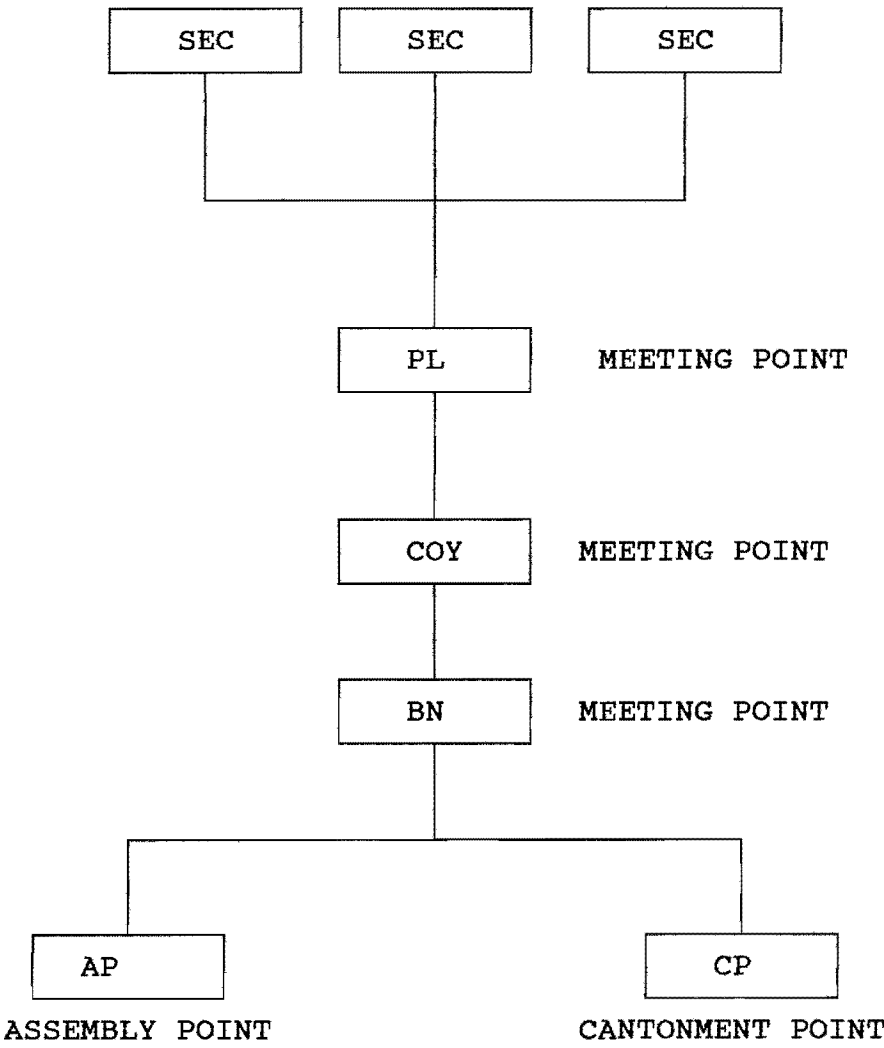 SEC SEC SEC
PL MEETING POINT
COY MEETING POINT
BN MEETING POINT
AP CP
ASSEMBLY POINT CANTONMENT POINT